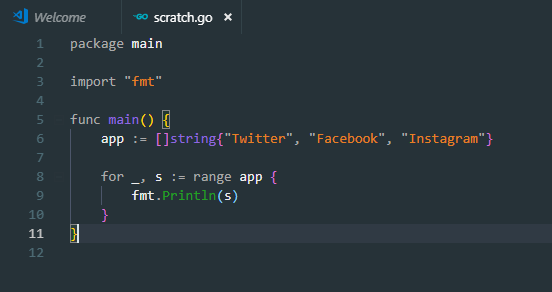 Welcome scratch.go ×
1 package main
2
3 import "fmt"
4
5 func main() {
6     app := []string{"Twitter", "Facebook", "Instagram"}
7
8     for _, s := range app {
9         fmt.Println(s)
10     }
11 }
12